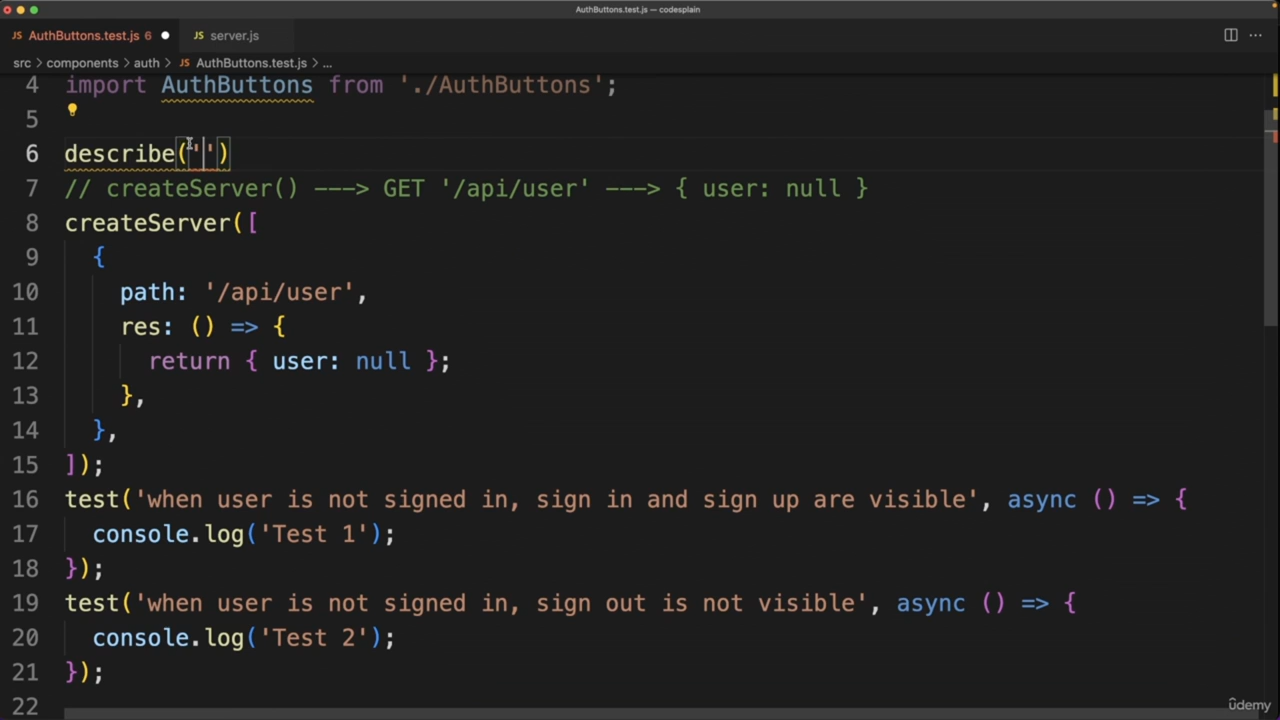 AuthButtons.test.js — codesplain
JS AuthButtons.test.js 6 JS server.js
src > components > auth > JS AuthButtons.test.js > ...
4 import AuthButtons from './AuthButtons';
5
6 describe('')
7 // createServer() ---> GET '/api/user' ---> { user: null }
8 createServer([
9 {
10 path: '/api/user',
11 res: () => {
12 return { user: null };
13 },
14 },
15 ]);
16 test('when user is not signed in, sign in and sign up are visible', async () => {
17 console.log('Test 1');
18 });
19 test('when user is not signed in, sign out is not visible', async () => {
20 console.log('Test 2');
21 });
22
ûdemy